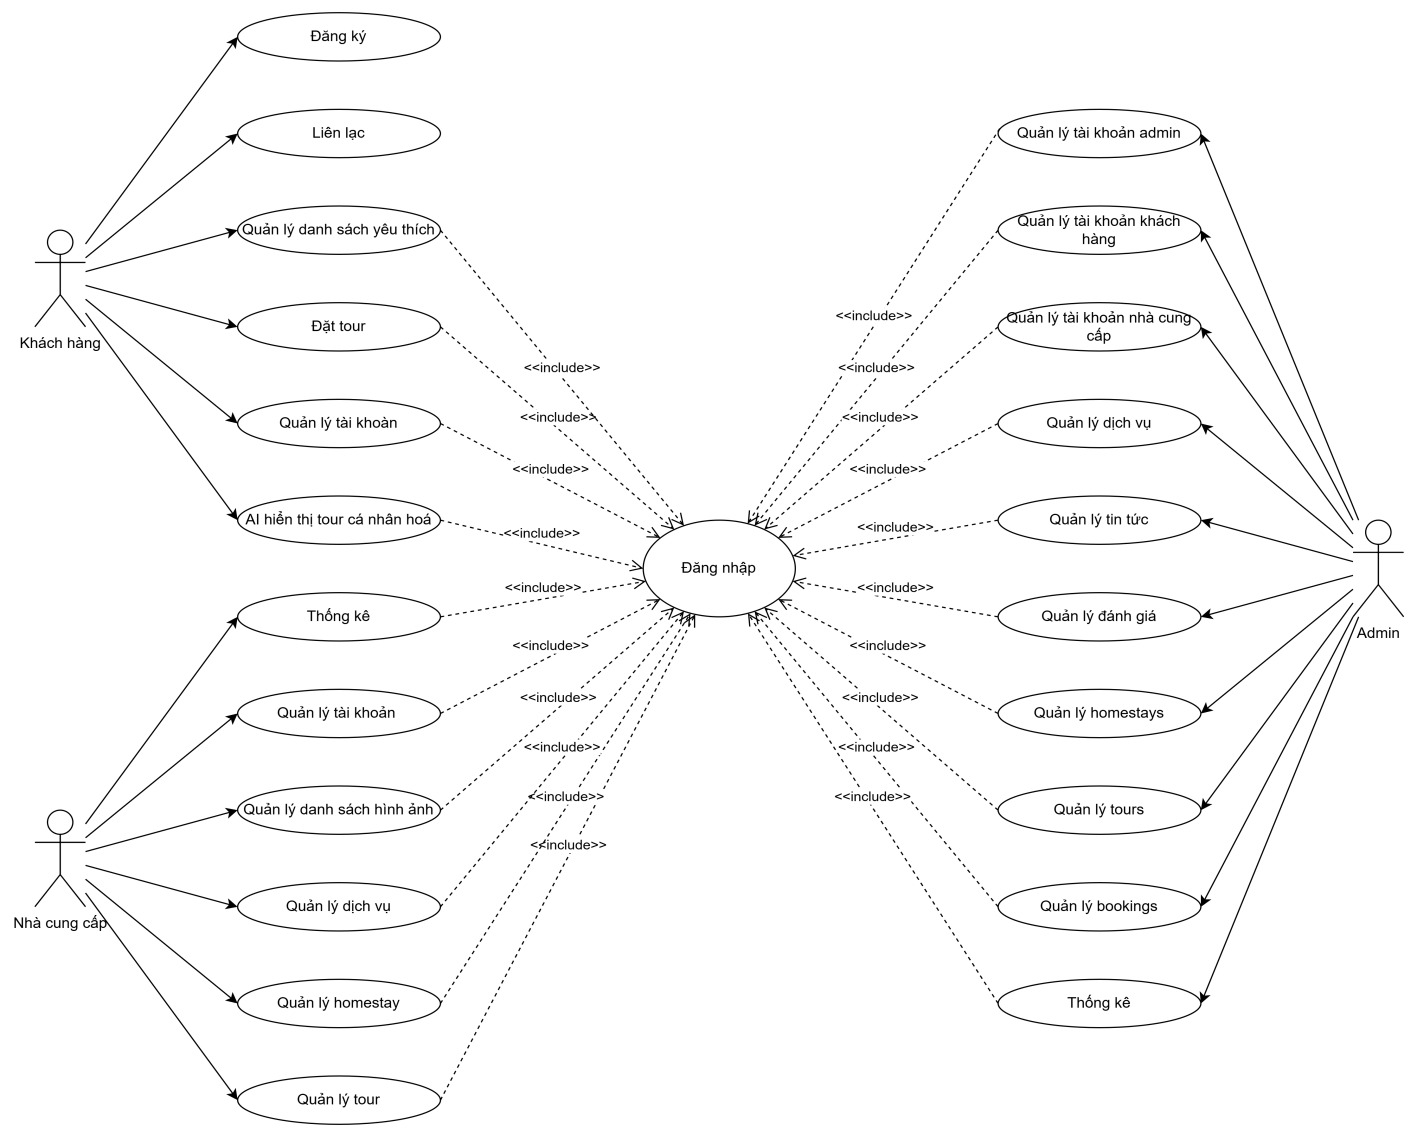 Đăng ký
Liên lạc
Quản lý tài khoản admin
Quản lý danh sách yêu thích
Quản lý tài khoản khách
hàng
<<include>>
Quản lý tài khoản nhà cung
cấp
Đặt tour
Khách hàng
<<include>>
<<include>>
<<include>>
<<include>>
Quản lý tài khoàn
Quản lý dịch vụ
<<include>>
<<include>>
AI hiển thị tour cá nhân hoá
Quản lý tin tức
<<include>>
<<include>>
Đăng nhập
<<include>>
<<include>>
Thống kê
Quản lý đánh giá
Admin
<<include>>
<<include>>
Quản lý tài khoản
Quản lý homestays
<<include>>
<<include>>
<<include>>
<<include>>
Quản lý danh sách hình ảnh
Quản lý tours
<<include>>
<<include>>
<<include>>
Quản lý dịch vụ
Quản lý bookings
Nhà cung cấp
Quản lý homestay
Thống kê
Quản lý tour